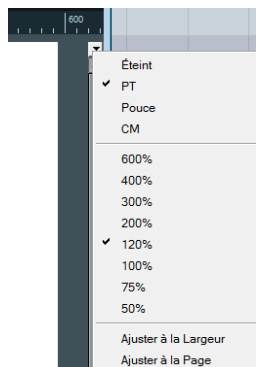 600
Éteint
PT
Pouce
CM
600%
400%
300%
200%
120%
100%
75%
50%
Ajuster à la Largeur
Ajuster à la Page